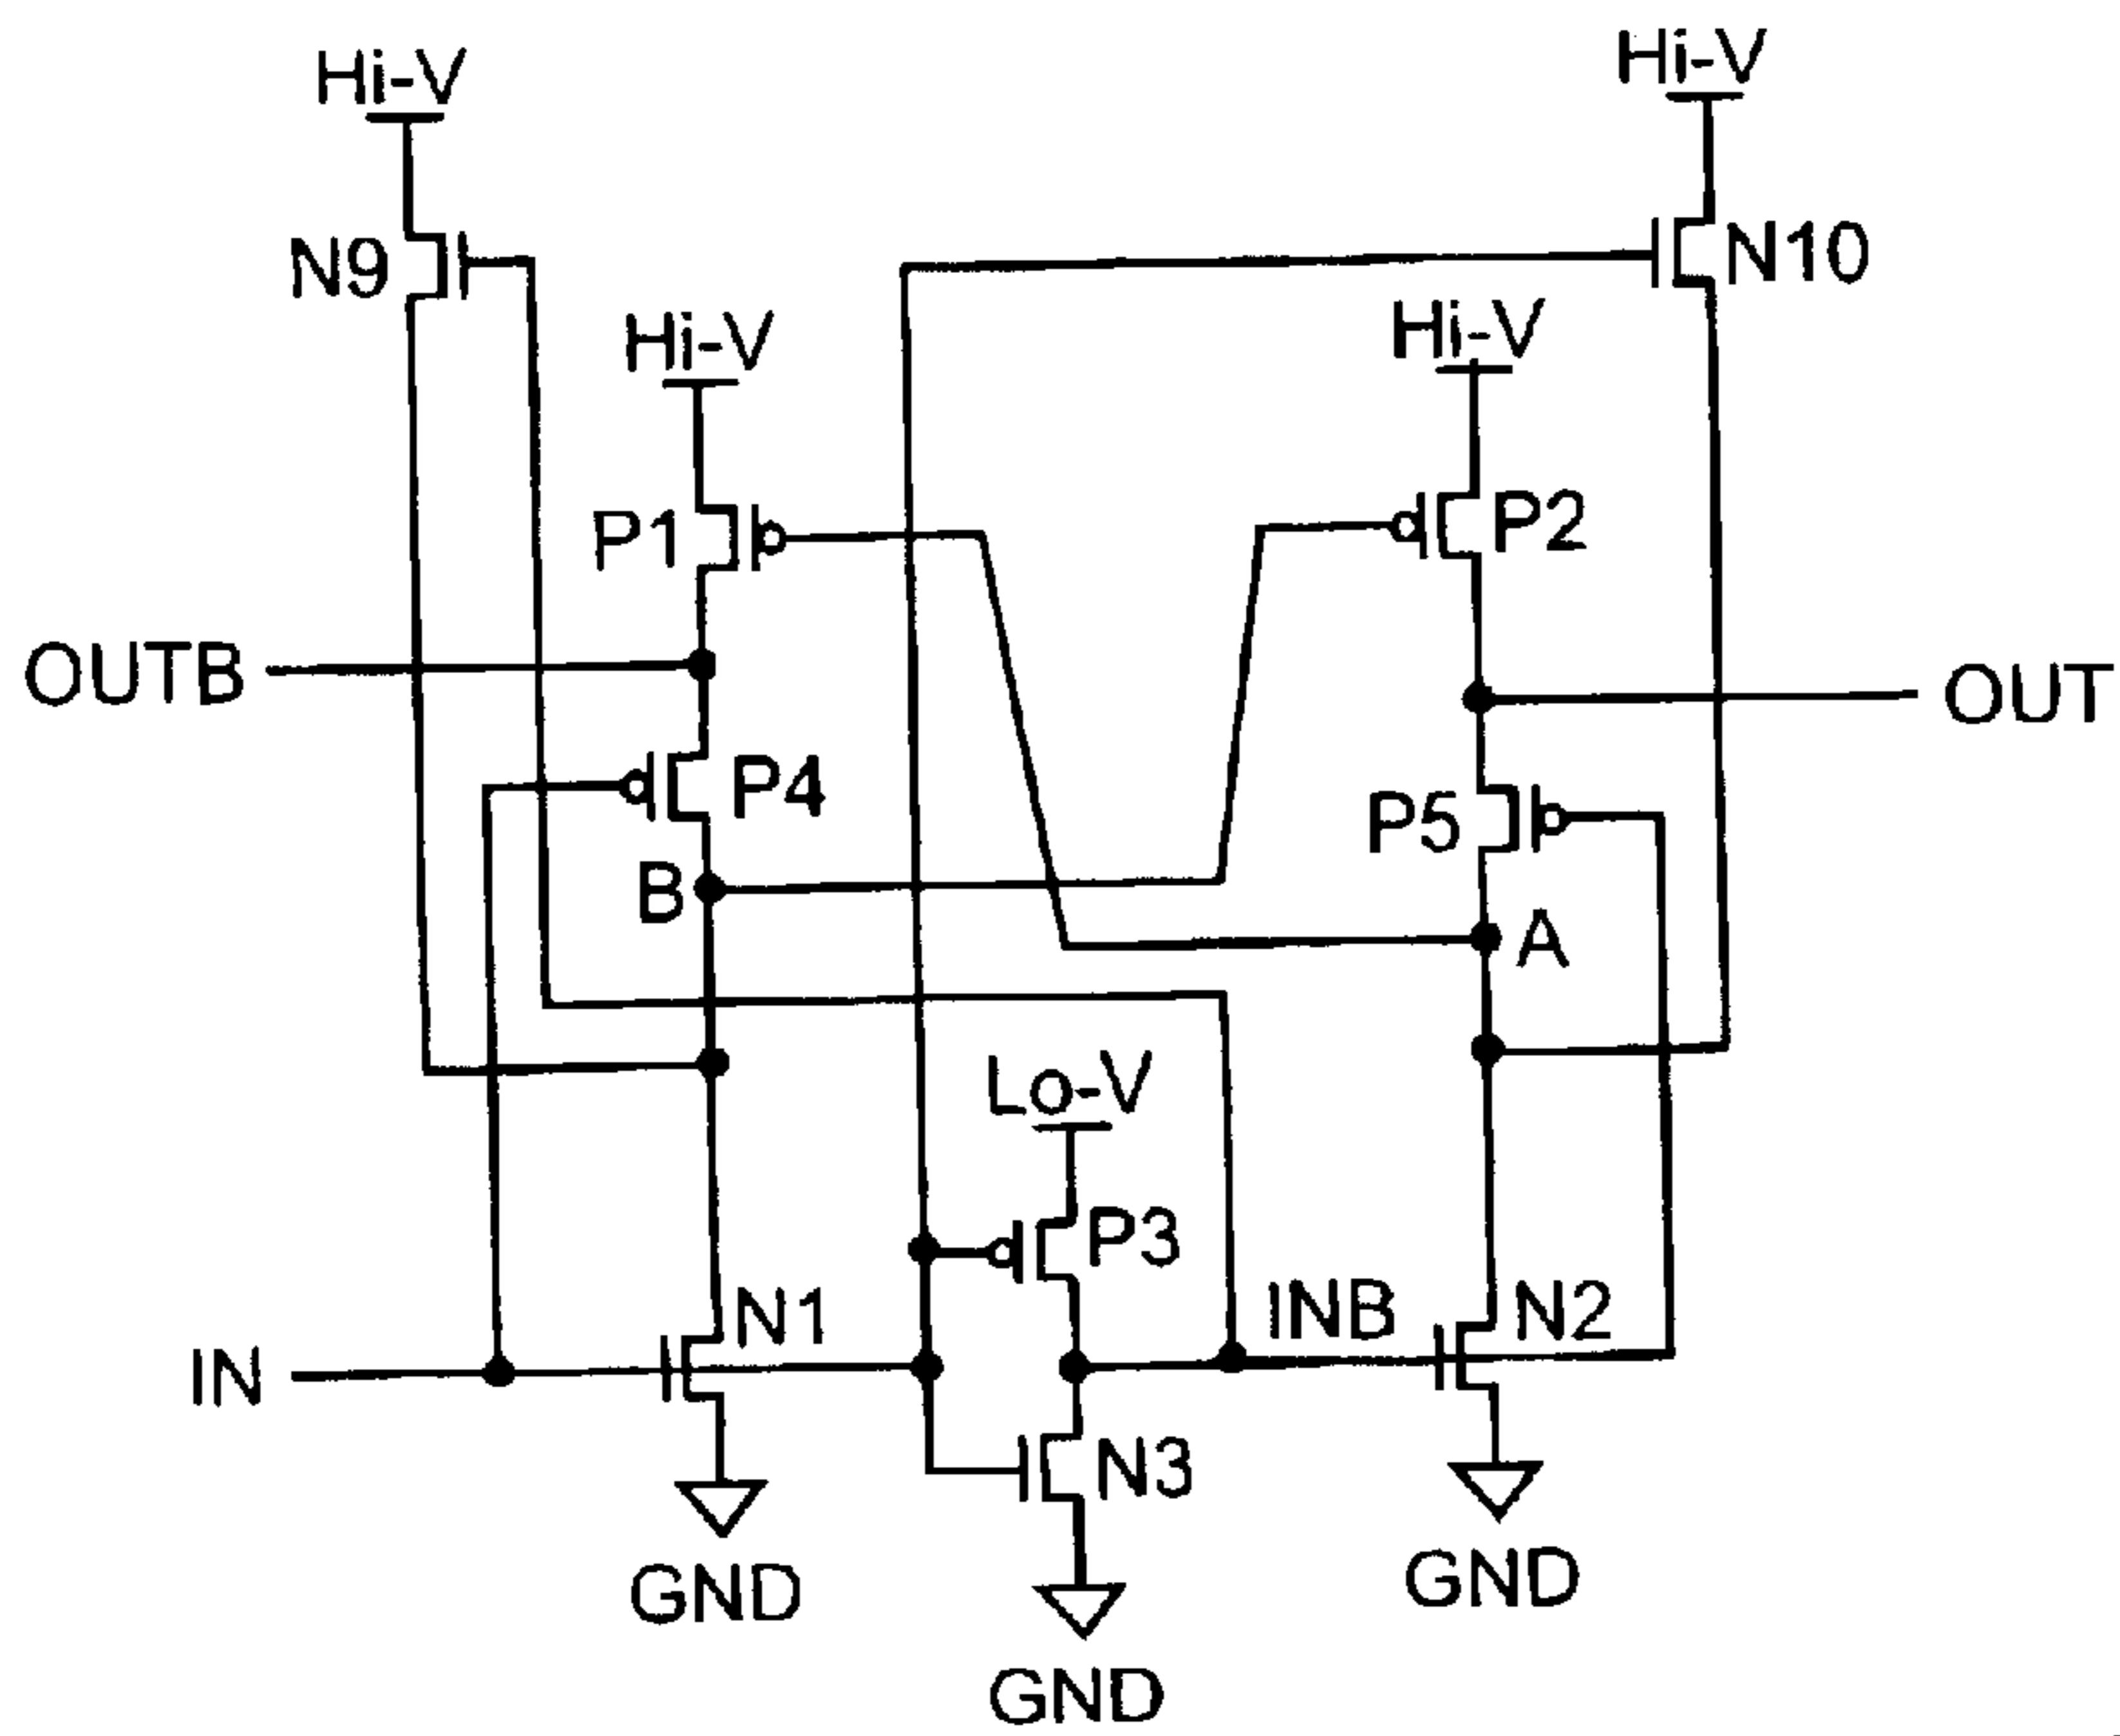 Hi-V
Hi-V
N9
N10
Hi-V
Hi-V
P1
P2
OUTB
OUT
P4
P5
B
A
Lo-V
P3
INB
N1
N2
IN
N3
GND
GND
GND